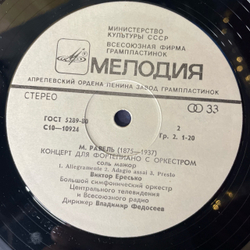 МИНИСТЕРСТВО
КУЛЬТУРЫ СССР
ВСЕСОЮЗНАЯ ФИРМА
ГРАМПЛАСТИНОК
МЕЛОДИЯ
АПРЕЛЕВСКИЙ ОРДЕНА ЛЕНИНА ЗАВОД ГРАМПЛАСТИНОК
СТЕРЕО 33
ГОСТ 5289-80 2
С10-10926 Гр. 2. 1-20
М. РАВЕЛЬ (1875-1937)
КОНЦЕРТ ДЛЯ ФОРТЕПИАНО С ОРКЕСТРОМ
соль мажор
1. Allegramente 2. Adagio assai 3. Presto
Виктор Ересько
Большой симфонический оркестр
Центрального телевидения
и Всесоюзного радио
Дирижер Владимир Федосеев